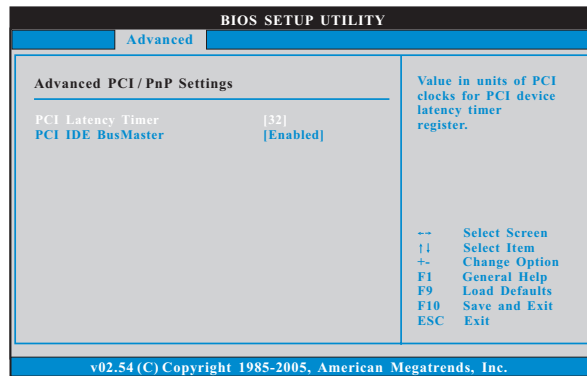 BIOS SETUP UTILITY
Advanced
Advanced PCI / PnP Settings
PCI Latency Timer [32]
PCI IDE BusMaster [Enabled]
Value in units of PCI
clocks for PCI device
latency timer
register.
←→ Select Screen
↑↓ Select Item
+- Change Option
F1 General Help
F9 Load Defaults
F10 Save and Exit
ESC Exit
v02.54 (C) Copyright 1985-2005, American Megatrends, Inc.